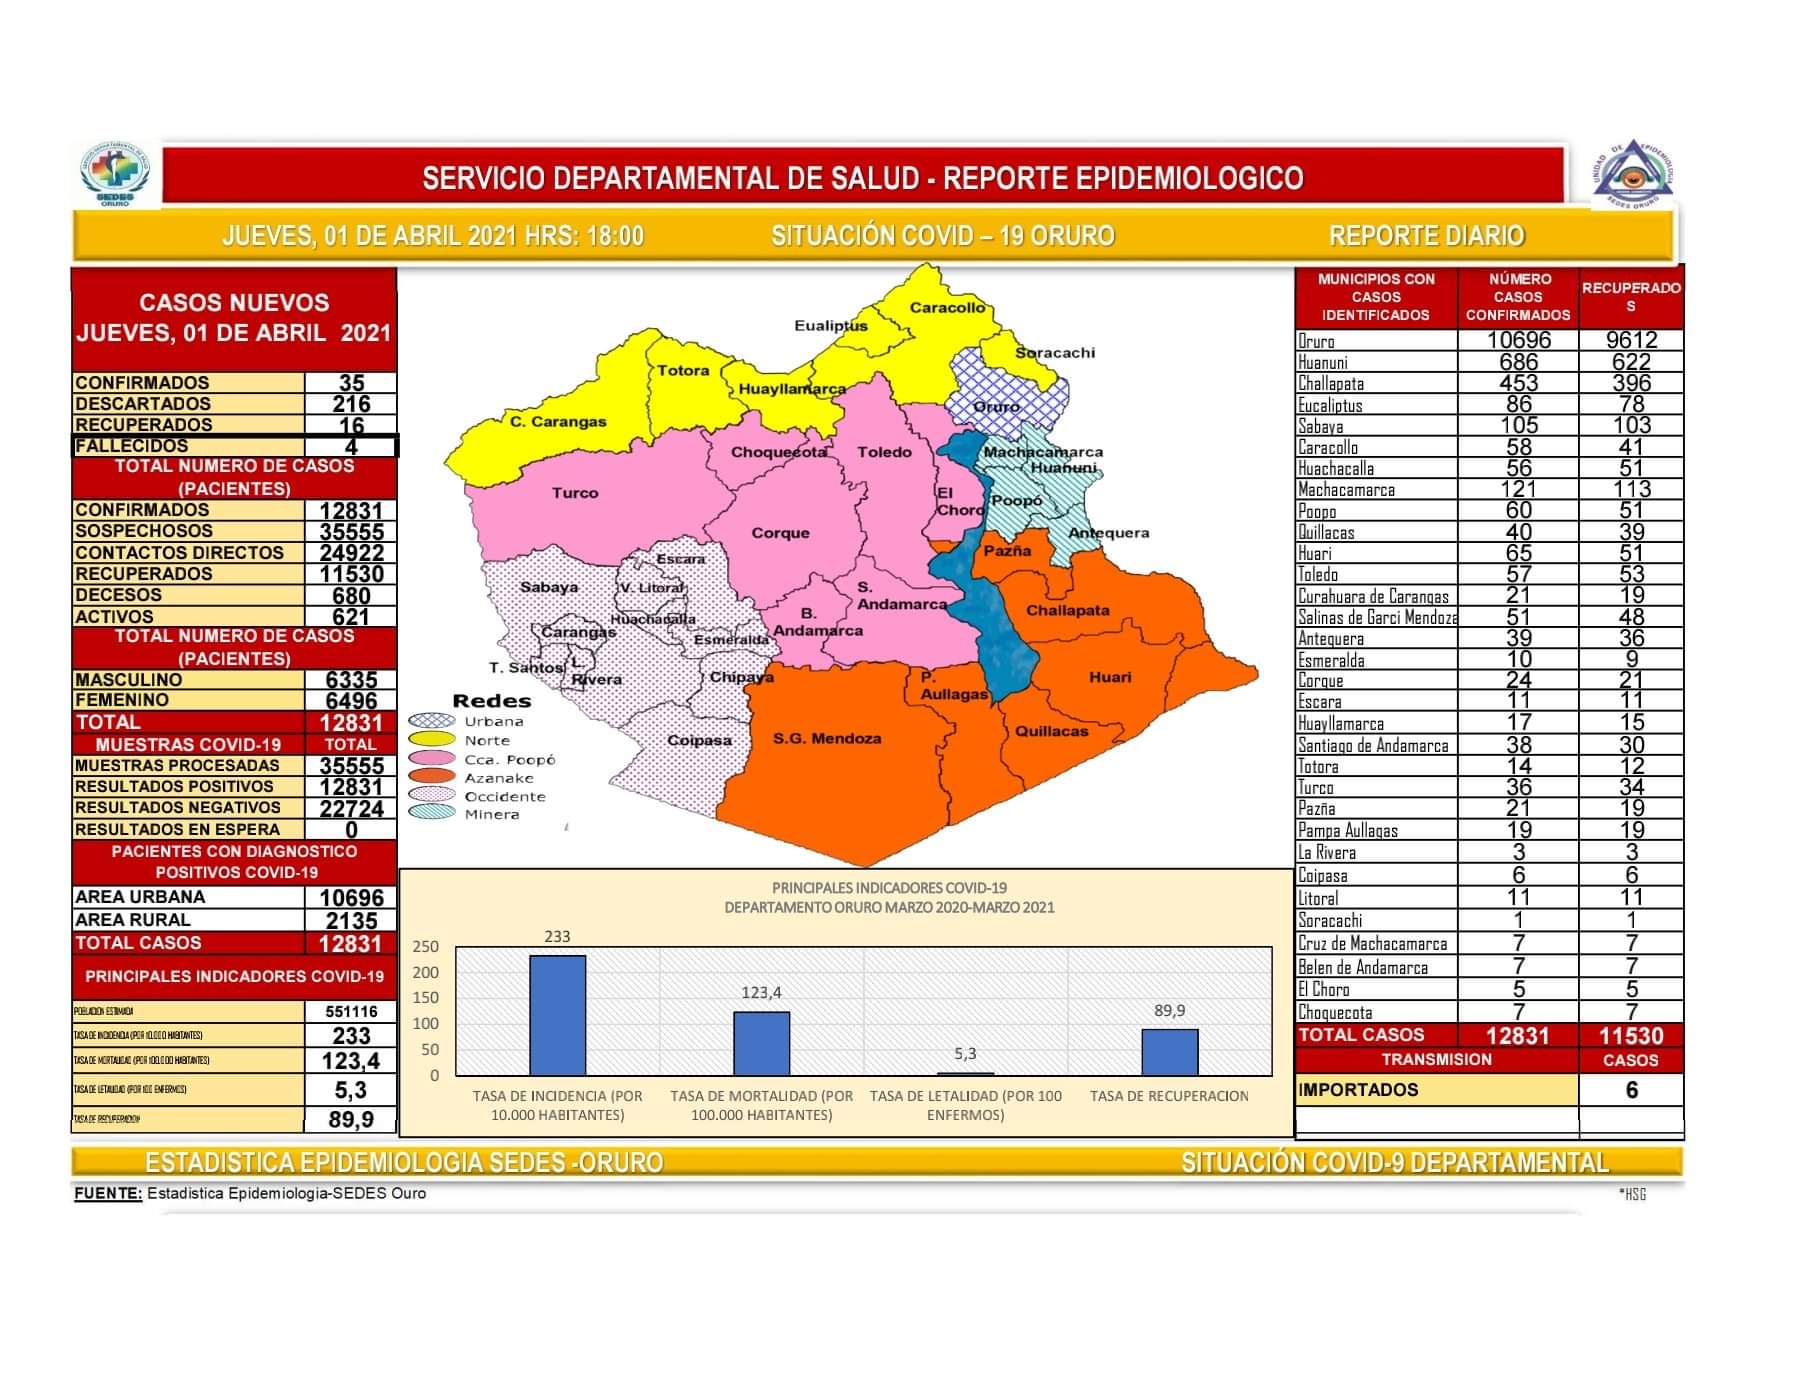 SERVICIO DEPARTAMENTAL DE SALUD - REPORTE EPIDEMIOLOGICO
SEDES
ORURO
UNIDAD DE EPIDEMIOLOGIA
SEDES ORURO
JUEVES, 01 DE ABRIL 2021 HRS: 18:00 SITUACIÓN COVID – 19 ORURO REPORTE DIARIO
CASOS NUEVOS
JUEVES, 01 DE ABRIL 2021
CONFIRMADOS 35
DESCARTADOS 216
RECUPERADOS 16
FALLECIDOS 4
TOTAL NUMERO DE CASOS
(PACIENTES)
CONFIRMADOS 12831
SOSPECHOSOS 35555
CONTACTOS DIRECTOS 24922
RECUPERADOS 11530
DECESOS 680
ACTIVOS 621
TOTAL NUMERO DE CASOS
(PACIENTES)
MASCULINO 6335
FEMENINO 6496
TOTAL 12831
MUESTRAS COVID-19 TOTAL
MUESTRAS PROCESADAS 35555
RESULTADOS POSITIVOS 12831
RESULTADOS NEGATIVOS 22724
RESULTADOS EN ESPERA 0
PACIENTES CON DIAGNOSTICO
POSITIVOS COVID-19
AREA URBANA 10696
AREA RURAL 2135
TOTAL CASOS 12831
PRINCIPALES INDICADORES COVID-19
POBLACION ESTIMADA 551116
TASA DE INCIDENCIA (POR 10.000 HABITANTES) 233
TASA DE MORTALIDAD (POR 100.000 HABITANTES) 123,4
TASA DE LETALIDAD (POR 100 ENFERMOS) 5,3
TASA DE RECUPERACION 89,9
Caracollo
Eualiptus
Soracachi
Totora
Huayllamarca
Oruro
C. Carangas
Choquecota
Toledo
Machacamarca
Huanuni
Turco
El
Choro
Poopó
Corque
Antequera
Pazña
Escara
Sabaya
V. Litoral
S.
Andamarca
Challapata
B.
Andamarca
Huachacalla
Carangas
Esmeralda
T. Santos
L.
Rivera
Chipaya
P.
Aullagas
Huari
Coipasa
S.G. Mendoza
Quillacas
Redes
Urbana
Norte
Cca. Poopó
Azanake
Occidente
Minera
PRINCIPALES INDICADORES COVID-19
DEPARTAMENTO ORURO MARZO 2020-MARZO 2021
250
200
150
100
50
0
233
123,4
5,3
89,9
TASA DE INCIDENCIA (POR
10.000 HABITANTES)
TASA DE MORTALIDAD (POR
100.000 HABITANTES)
TASA DE LETALIDAD (POR 100
ENFERMOS)
TASA DE RECUPERACION
MUNICIPIOS CON
CASOS
IDENTIFICADOS
NÚMERO
CASOS
CONFIRMADOS
RECUPERADO
S
Oruro 10696 9612
Huanuni 686 622
Challapata 453 396
Eucaliptus 86 78
Sabaya 105 103
Caracollo 58 41
Huachacalla 56 51
Machacamarca 121 113
Poopo 60 51
Quillacas 40 39
Huari 65 51
Toledo 57 53
Curahuara de Carangas 21 19
Salinas de Garci Mendoza 51 48
Antequera 39 36
Esmeralda 10 9
Corque 24 21
Escara 11 11
Huayllamarca 17 15
Santiago de Andamarca 38 30
Totora 14 12
Turco 36 34
Pazña 21 19
Pampa Aullagas 19 19
La Rivera 3 3
Coipasa 6 6
Litoral 11 11
Soracachi 1 1
Cruz de Machacamarca 7 7
Belen de Andamarca 7 7
El Choro 5 5
Choquecota 7 7
TOTAL CASOS 12831 11530
TRANSMISION CASOS
IMPORTADOS 6
ESTADISTICA EPIDEMIOLOGIA SEDES -ORURO SITUACIÓN COVID-9 DEPARTAMENTAL
FUENTE: Estadistica Epidemiologia-SEDES Ouro *HSG